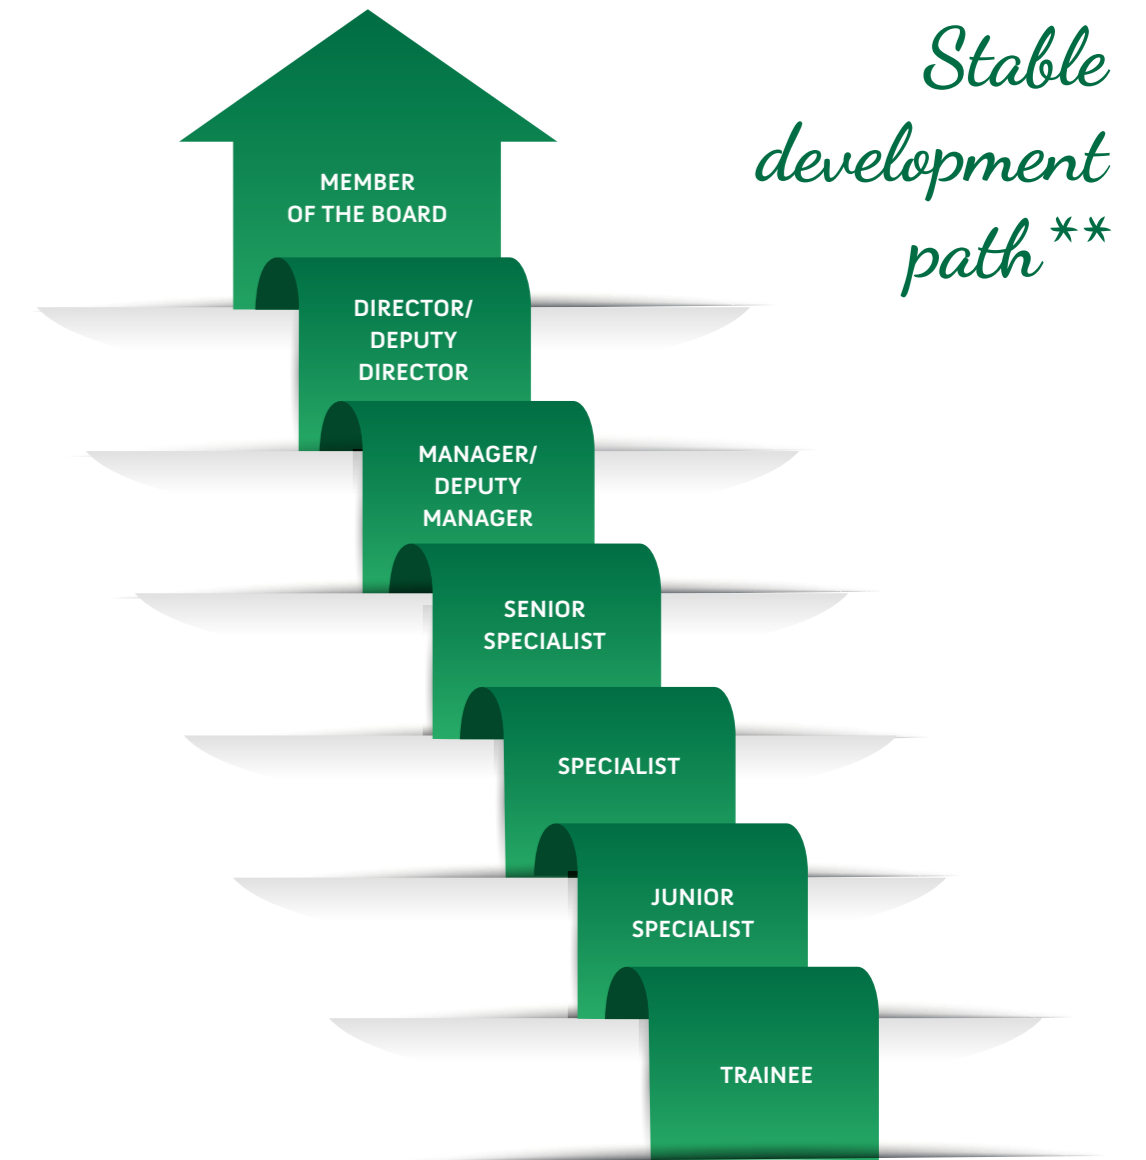 Stable
development
path **
MEMBER
OF THE BOARD
DIRECTOR/
DEPUTY
DIRECTOR
MANAGER/
DEPUTY
MANAGER
SENIOR
SPECIALIST
SPECIALIST
JUNIOR
SPECIALIST
TRAINEE